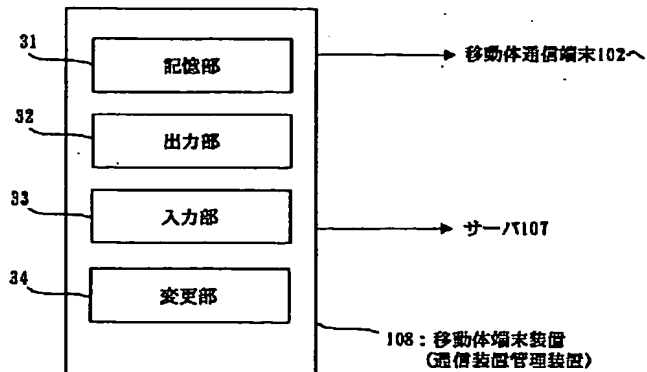 31
記憶部
移動体通信端末102へ
32
出力部
33
入力部
サーバ107
34
変更部
108:移動体端末装置
(通信装置管理装置)